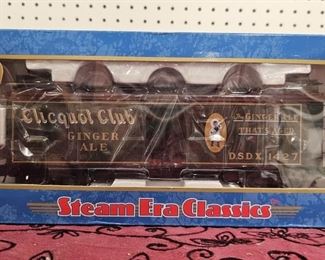 Clicquot Club
GINGER
ALE
GINGER ALE
THAT'S AGED
DSDX 1427
Steam Era Classics